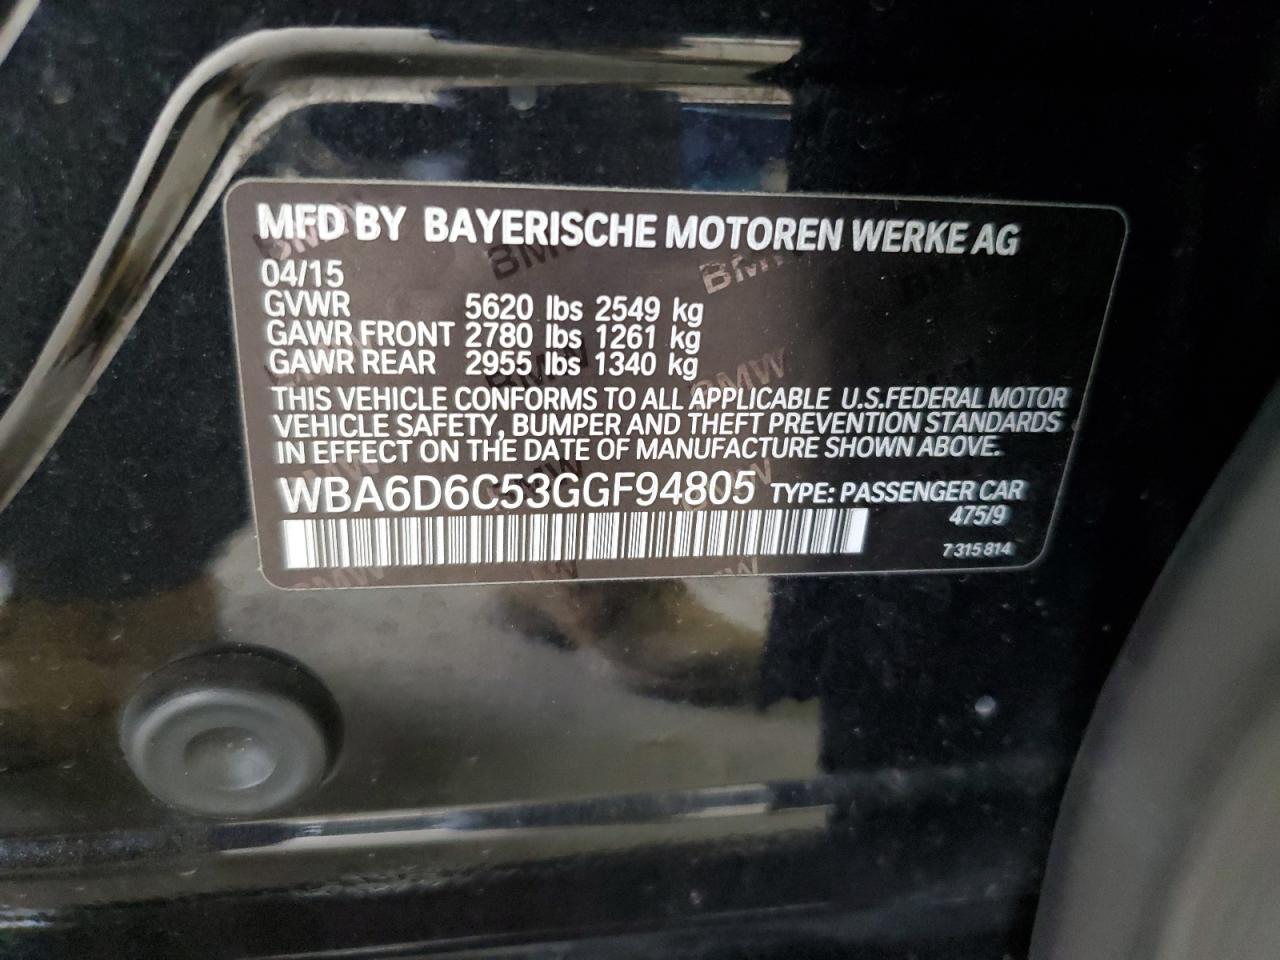 MFD BY BAYERISCHE MOTOREN WERKE AG
04/15
GVWR 5620 lbs 2549 kg
GAWR FRONT 2780 lbs 1261 kg
GAWR REAR 2955 lbs 1340 kg
THIS VEHICLE CONFORMS TO ALL APPLICABLE U.S.FEDERAL MOTOR
VEHICLE SAFETY, BUMPER AND THEFT PREVENTION STANDARDS
IN EFFECT ON THE DATE OF MANUFACTURE SHOWN ABOVE.
WBA6D6C53GGF94805 TYPE: PASSENGER CAR
475/9
7 315 814